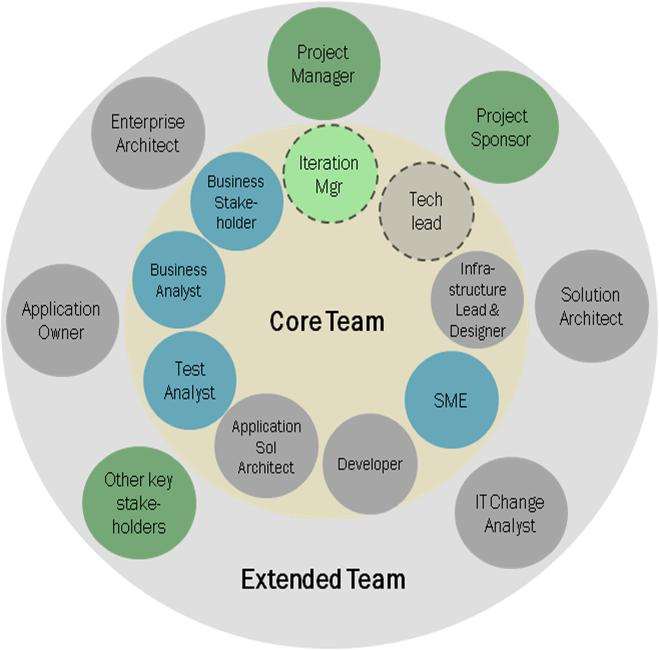 Project
Manager
Project
Sponsor
Enterprise
Architect
Iteration
Mgr
Business
Stake-
holder
Tech
lead
Business
Analyst
Infra-
structure
Lead &
Designer
Application
Owner
Core Team
Solution
Architect
Test
Analyst
SME
Application
Sol
Architect
Developer
Other key
stake-
holders
IT Change
Analyst
Extended Team